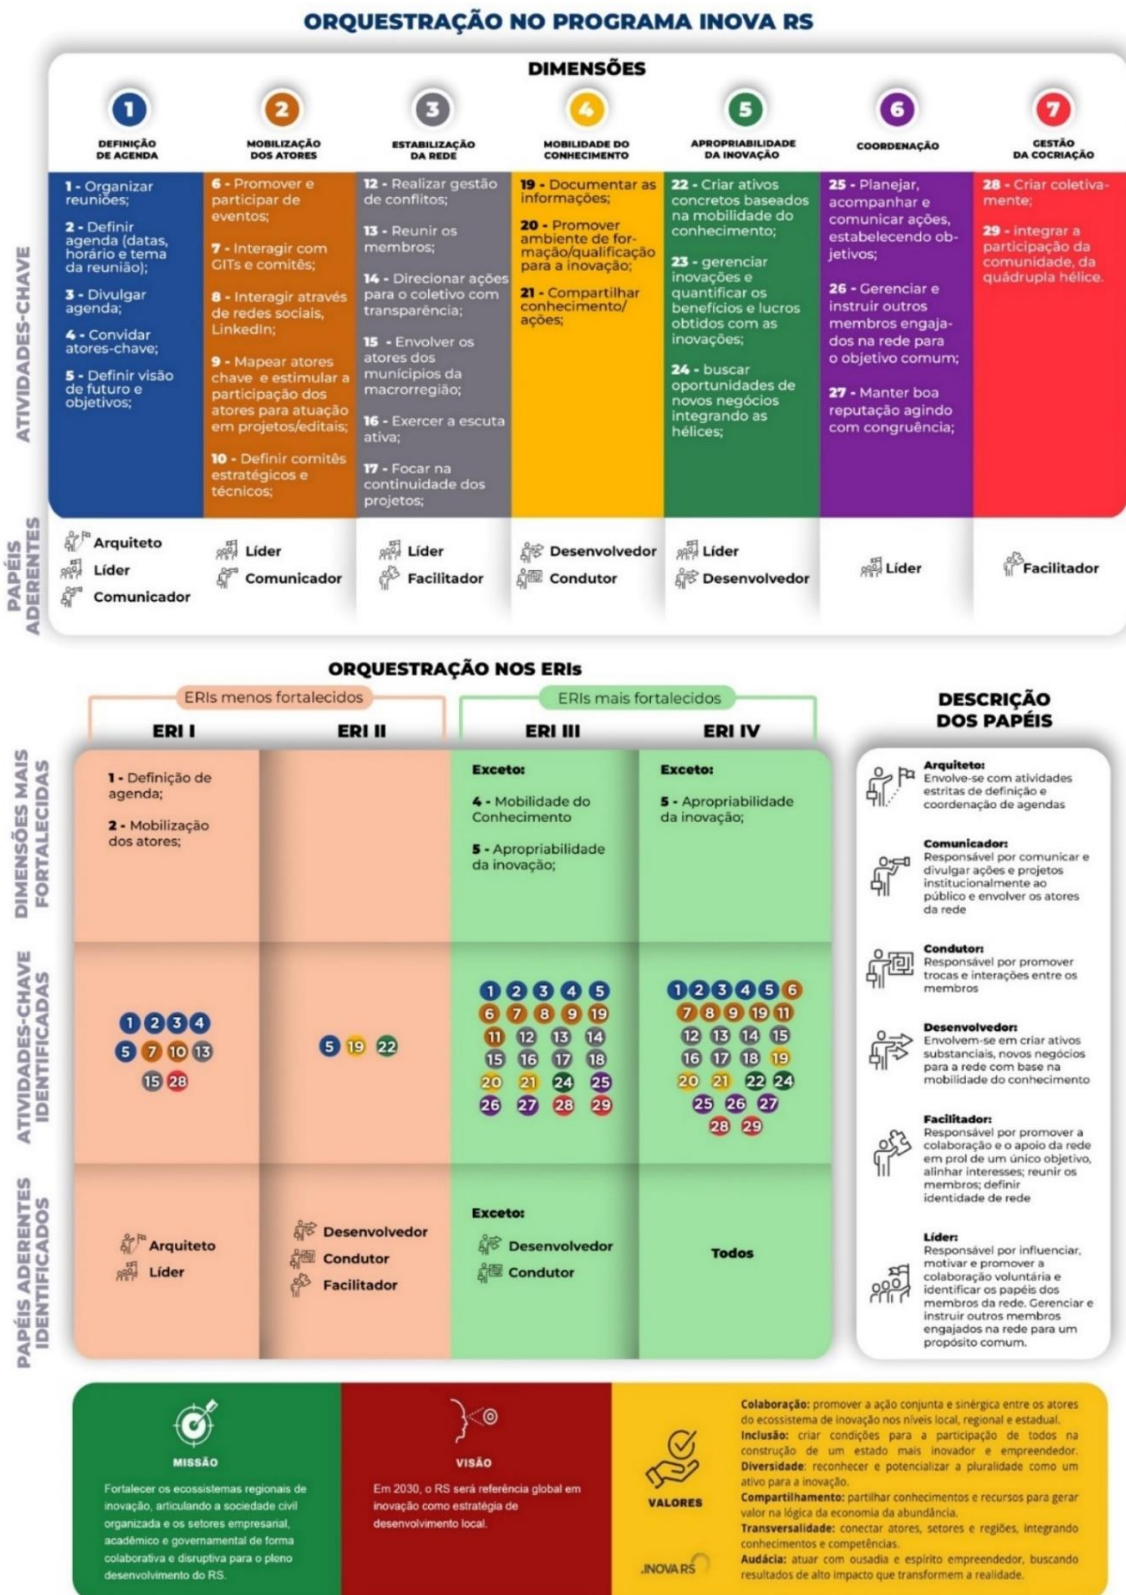 ORQUESTRAÇÃO NO PROGRAMA INOVA RS
DIMENSÕES
1
DEFINIÇÃO
DE AGENDA
2
MOBILIZAÇÃO
DOS ATORES
3
ESTABILIZAÇÃO
DA REDE
4
MOBILIDADE DO
CONHECIMENTO
5
APROPRIABILIDADE
DA INOVAÇÃO
6
COORDENAÇÃO
7
GESTÃO
DA COCRIAÇÃO
ATIVIDADES-CHAVE
1 - Organizar
reuniões;
2 - Definir
agenda (datas,
horário e tema
da reunião);
3 - Divulgar
agenda;
4 - Convidar
atores-chave;
5 - Definir visão
de futuro e
objetivos;
6 - Promover e
participar de
eventos;
7 - Interagir com
GITs e comitês;
8 - Interagir através
de redes sociais,
LinkedIn;
9 - Mapear atores
chave e estimular a
participação dos
atores para atuação
em projetos/editais;
10 - Definir comitês
estratégicos e
técnicos;
12 - Realizar gestão
de conflitos;
13 - Reunir os
membros;
14 - Direcionar ações
para o coletivo com
transparência;
15 - Envolver os
atores dos
municípios da
macrorregião;
16 - Exercer a escuta
ativa;
17 - Focar na
continuidade dos
projetos;
19 - Documentar as
informações;
20 - Promover
ambiente de for-
mação/qualificação
para a inovação;
21 - Compartilhar
conhecimento/
ações;
22 - Criar ativos
concretos baseados
na mobilidade do
conhecimento;
23 - gerenciar
inovações e
quantificar os
benefícios e lucros
obtidos com as
inovações;
24 - buscar
oportunidades de
novos negócios
integrando as
hélices;
25 - Planejar,
acompanhar e
comunicar ações,
estabelecendo ob-
jetivos;
26 - Gerenciar e
instruir outros
membros engaja-
dos na rede para
o objetivo comum;
27 - Manter boa
reputação agindo
com congruência;
28 - Criar coletiva-
mente;
29 - integrar a
participação da
comunidade, da
quádrupla hélice.
PAPÉIS
ADERENTES
Arquiteto
Líder
Comunicador
Líder
Comunicador
Líder
Facilitador
Desenvolvedor
Condutor
Líder
Desenvolvedor
Líder
Facilitador
ORQUESTRAÇÃO NOS ERIs
ERIs menos fortalecidos
ERIs mais fortalecidos
ERI I
ERI II
ERI III
ERI IV
DIMENSÕES MAIS
FORTALECIDAS
1 - Definição de
agenda;
2 - Mobilização
dos atores;
Exceto:
4 - Mobilidade do
Conhecimento
5 - Apropriabilidade
da inovação;
Exceto:
5 - Apropriabilidade
da inovação;
ATIVIDADES-CHAVE
IDENTIFICADAS
1 2 3 4
5 7 10 13
15 28
5 19 22
1 2 3 4 5
6 7 8 9 19
11 12 13 14
15 16 17 18
20 21 24 25
26 27 28 29
1 2 3 4 5 6
7 8 9 19 11
12 13 14 15
16 17 18 19
20 21 22 24
25 26 27
28 29
PAPÉIS ADERENTES
IDENTIFICADOS
Arquiteto
Líder
Desenvolvedor
Condutor
Facilitador
Exceto:
Desenvolvedor
Condutor
Todos
DESCRIÇÃO
DOS PAPÉIS
Arquiteto:
Envolve-se com atividades
estritas de definição e
coordenação de agendas
Comunicador:
Responsável por comunicar e
divulgar ações e projetos
institucionalmente ao
público e envolver os atores
da rede
Condutor:
Responsável por promover
trocas e interações entre os
membros
Desenvolvedor:
Envolvem-se em criar ativos
substanciais, novos negócios
para a rede com base na
mobilidade do conhecimento
Facilitador:
Responsável por promover a
colaboração e o apoio da rede
em prol de um único objetivo,
alinhar interesses; reunir os
membros; definir
identidade de rede
Líder:
Responsável por influenciar,
motivar e promover a
colaboração voluntária e
identificar os papéis dos
membros da rede. Gerenciar e
instruir outros membros
engajados na rede para um
propósito comum.
MISSÃO
Fortalecer os ecossistemas regionais de
inovação, articulando a sociedade civil
organizada e os setores empresarial,
acadêmico e governamental de forma
colaborativa e disruptiva para o pleno
desenvolvimento do RS.
VISÃO
Em 2030, o RS será referência global em
inovação como estratégia de
desenvolvimento local.
VALORES
.INOVA RS
Colaboração: promover a ação conjunta e sinérgica entre os atores
do ecossistema de inovação nos níveis local, regional e estadual.
Inclusão: criar condições para a participação de todos na
construção de um estado mais inovador e empreendedor.
Diversidade: reconhecer e potencializar a pluralidade como um
ativo para a inovação.
Compartilhamento: partilhar conhecimentos e recursos para gerar
valor na lógica da economia da abundância.
Transversalidade: conectar atores, setores e regiões, integrando
conhecimentos e competências.
Audácia: atuar com ousadia e espírito empreendedor, buscando
resultados de alto impacto que transformem a realidade.